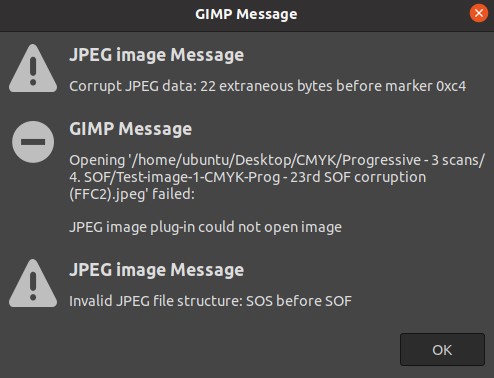 GIMP Message
JPEG image Message
Corrupt JPEG data: 22 extraneous bytes before marker 0xc4
GIMP Message
Opening '/home/ubuntu/Desktop/CMYK/Progressive - 3 scans/
4. SOF/Test-image-1-CMYK-Prog - 23rd SOF corruption
(FFC2).jpeg' failed:
JPEG image plug-in could not open image
JPEG image Message
Invalid JPEG file structure: SOS before SOF
OK